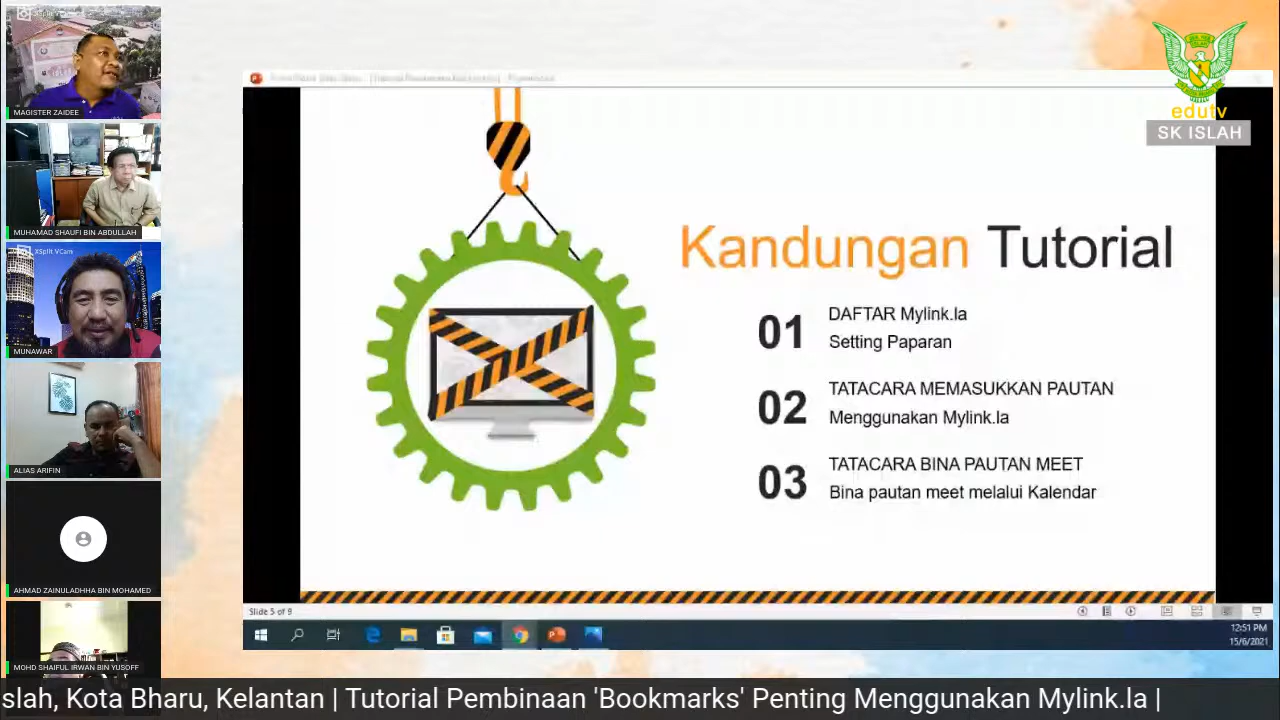 XSplit VCam
MAGISTER ZAIDEE
MUHAMAD SHAUFI BIN ABDULLAH
XSplit VCam
MUNAWAR
ALIAS ARIFIN
AHMAD ZAINULADHHA BIN MOHAMED
MOHD SHAIFUL IRWAN BIN YUSOFF
edutv
SK ISLAH
Kandungan Tutorial
01
DAFTAR Mylink.la
Setting Paparan
02
TATACARA MEMASUKKAN PAUTAN
Menggunakan Mylink.la
03
TATACARA BINA PAUTAN MEET
Bina pautan meet melalui Kalendar
Slide 5 of 9
12:51 PM
15/6/2021
slah, Kota Bharu, Kelantan | Tutorial Pembinaan 'Bookmarks' Penting Menggunakan Mylink.la |